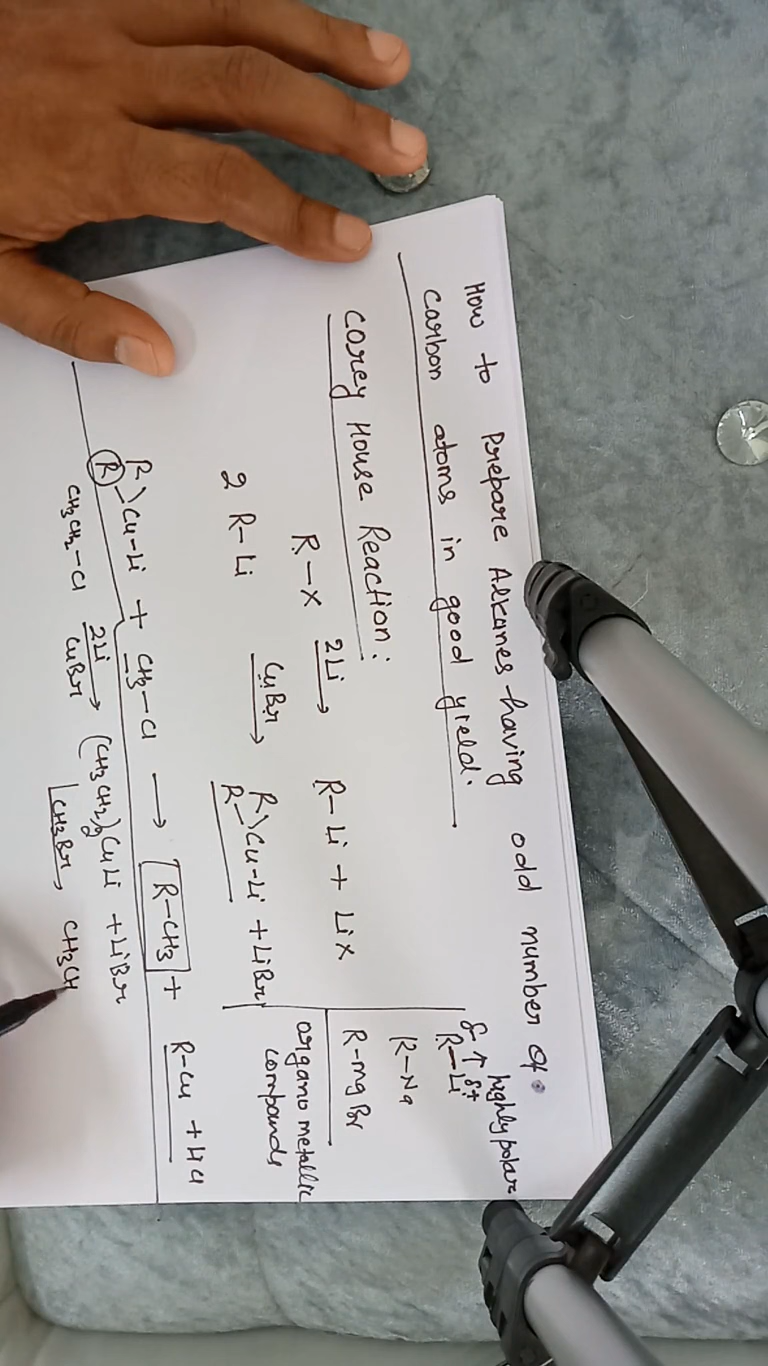 How to Prepare Alkanes having odd number of
carbon atoms in good yield.
Corey House Reaction:
R-X 2Li → R-Li + LiX
2 R-Li CuBr → R R >Cu-Li + LiBr
highly polar
δ- ↑ δ+
R-Li
R-Na
R-MgBr
organo metallic
compounds
R R >Cu-Li + CH3-Cl → R-CH3 + R-Cu + HCl
CH3CH2-Cl 2Li CuBr → (CH3CH2)2CuLi + LiBr
CH3Br → CH3CH